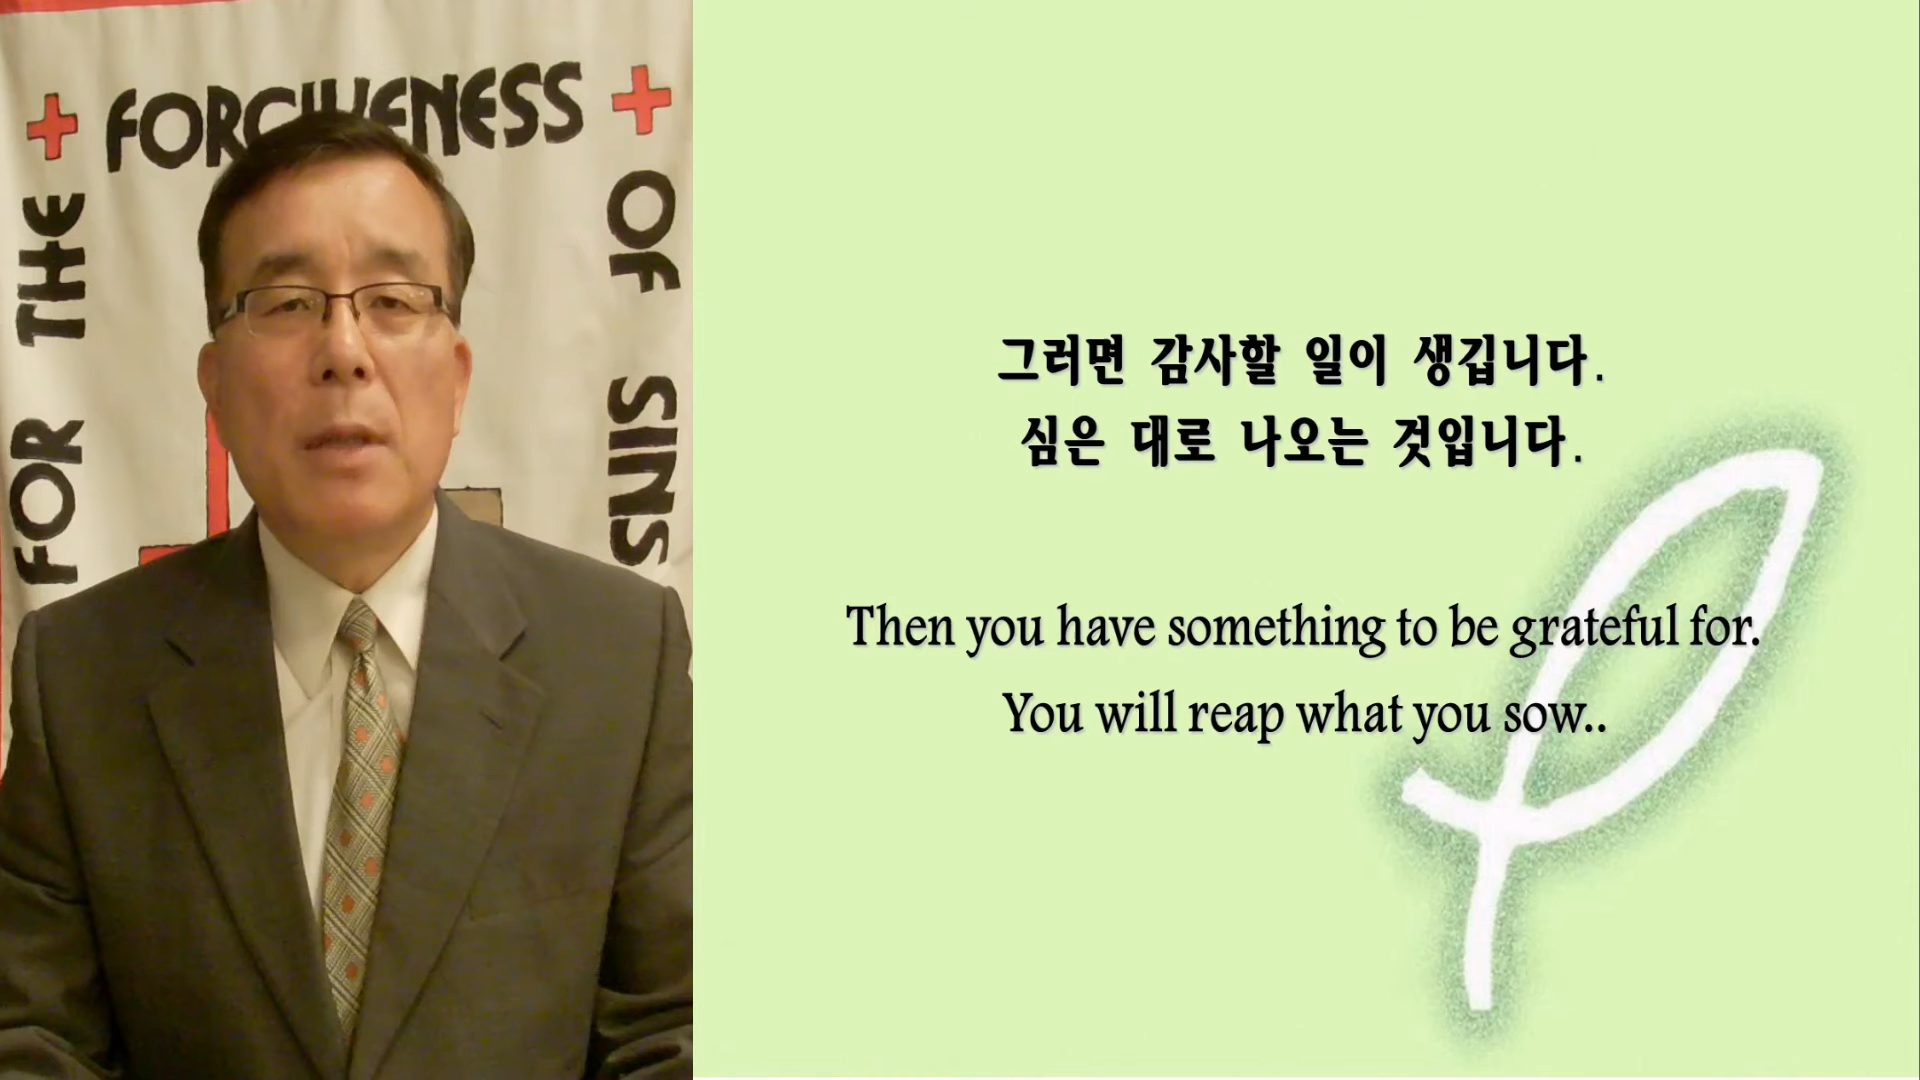 + FORGIVENESS +
FOR THE
OF SINS
그러면 감사할 일이 생깁니다.
심은 대로 나오는 것입니다.
Then you have something to be grateful for.
You will reap what you sow..